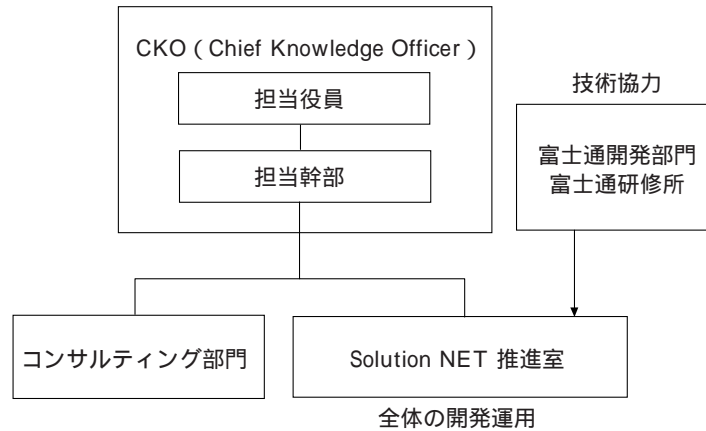 CKO ( Chief Knowledge Officer )
担当役員
担当幹部
技術協力
富士通開発部門
富士通研修所
コンサルティング部門
Solution NET 推進室
全体の開発運用